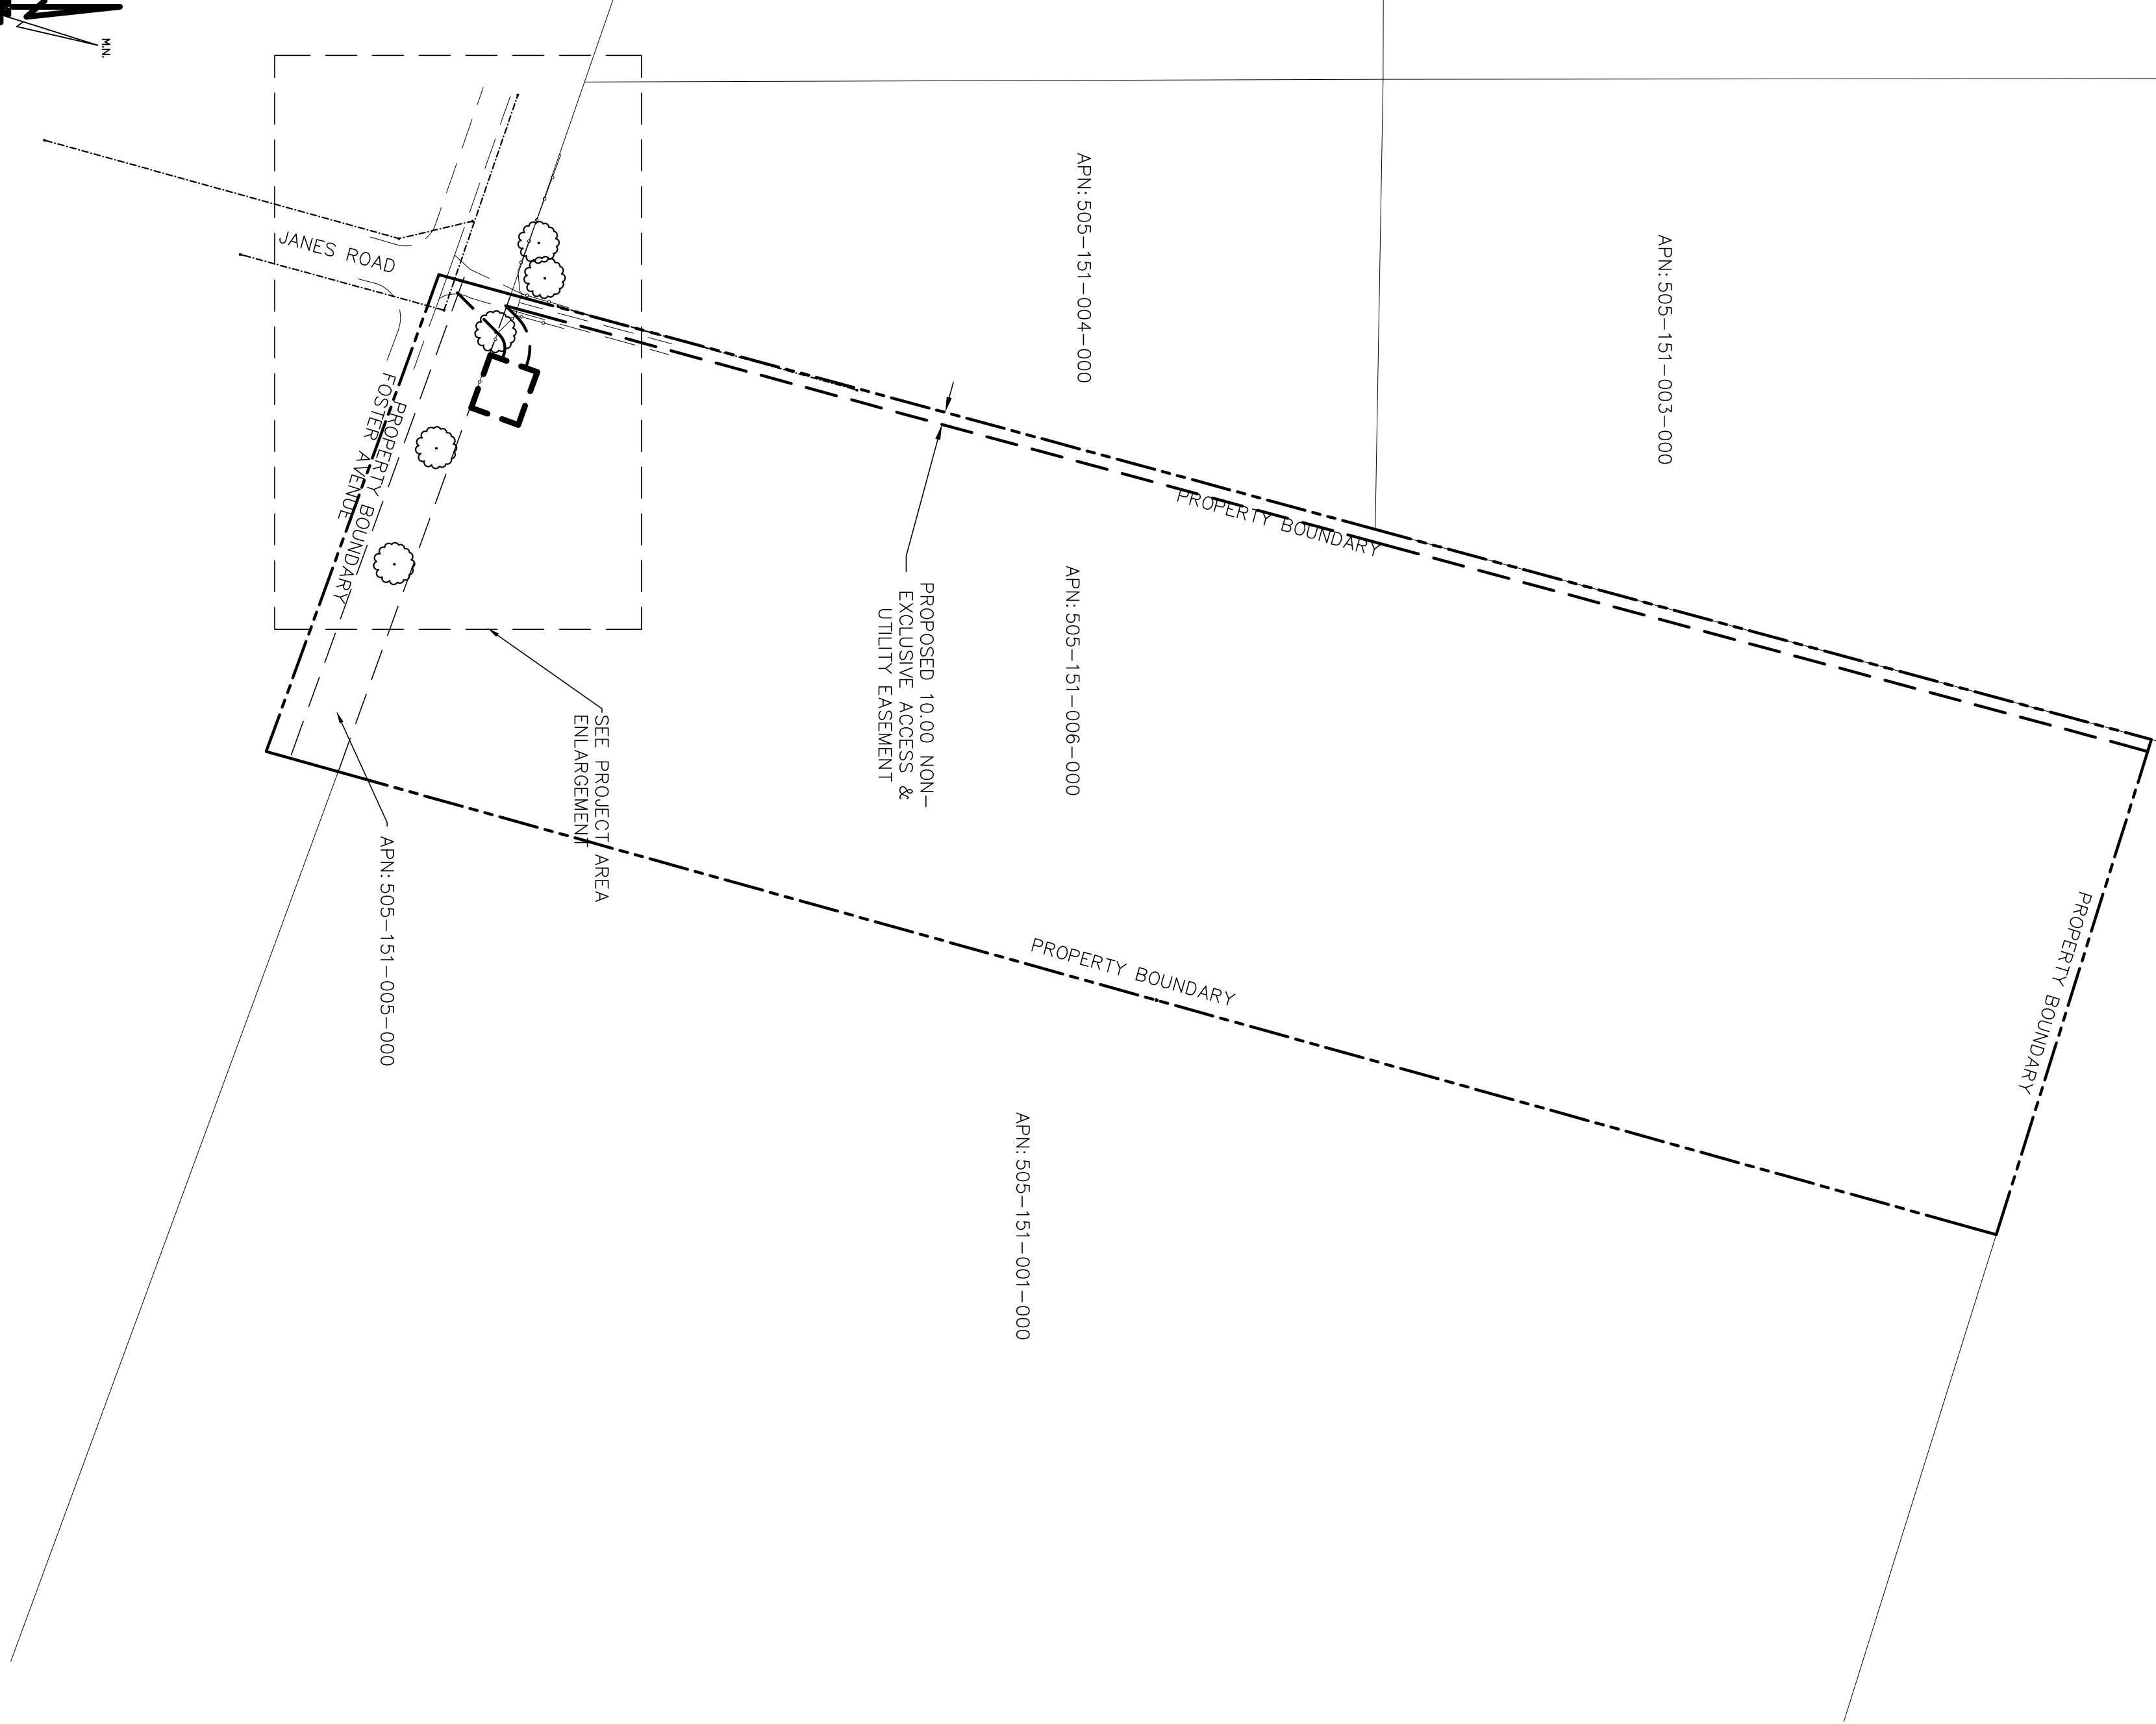 M.N.
JANES ROAD
APN: 505-151-004-000
APN: 505-151-003-000
PROPERTY BOUNDARY
FOSTER AVENUE
PROPERTY BOUNDARY
PROPOSED 10.00 NON-
EXCLUSIVE ACCESS &
UTILITY EASEMENT
APN: 505-151-006-000
SEE PROJECT AREA
ENLARGEMENT
APN: 505-151-005-000
PROPERTY BOUNDARY
PROPERTY BOUNDARY
APN: 505-151-001-000